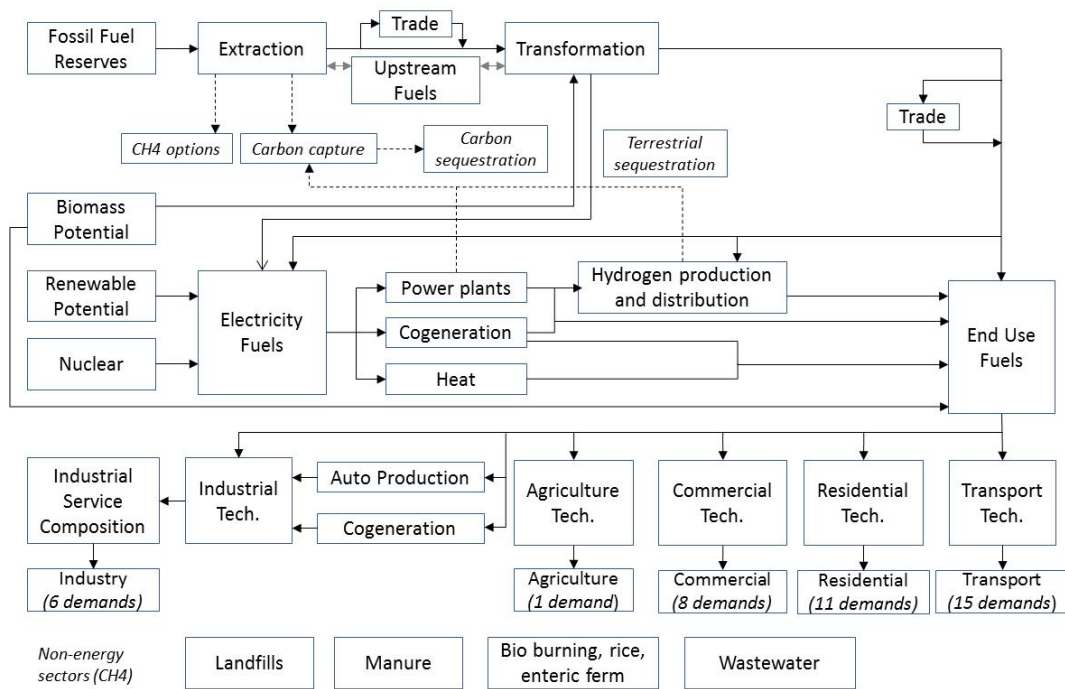 Fossil Fuel
Reserves
Extraction
Trade
Transformation
Upstream
Fuels
Trade
CH4 options
Carbon capture
Carbon
sequestration
Terrestrial
sequestration
Biomass
Potential
Renewable
Potential
Nuclear
Electricity
Fuels
Power plants
Cogeneration
Heat
Hydrogen production
and distribution
End Use
Fuels
Industrial
Service
Composition
Industrial
Tech.
Auto Production
Cogeneration
Agriculture
Tech.
Commercial
Tech.
Residential
Tech.
Transport
Tech.
Industry
(6 demands)
Agriculture
(1 demand)
Commercial
(8 demands)
Residential
(11 demands)
Transport
(15 demands)
Non-energy
sectors (CH4)
Landfills
Manure
Bio burning, rice,
enteric ferm
Wastewater